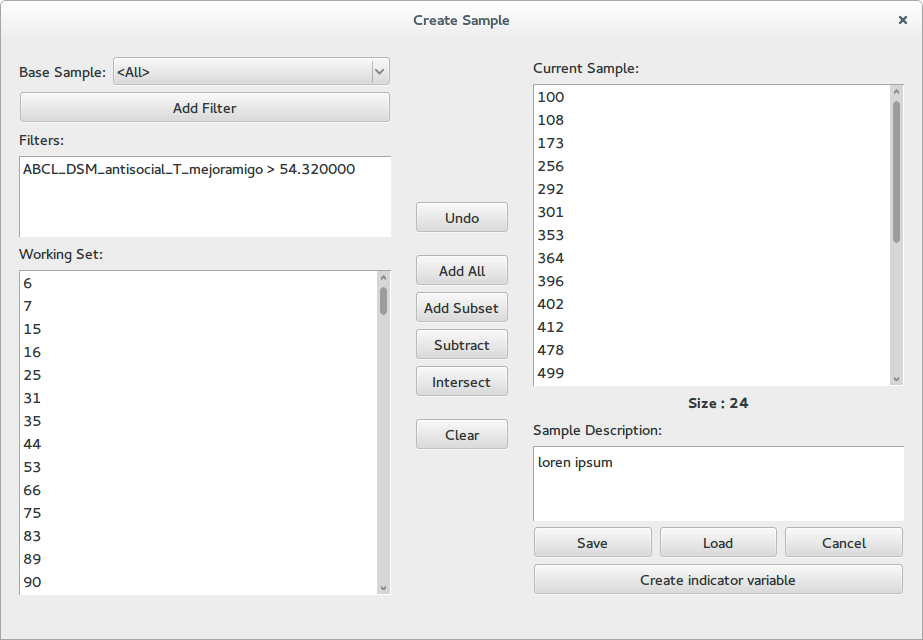 Create Sample
Base Sample: <All>
Add Filter
Filters:
ABCL_DSM_antisocial_T_mejoramigo > 54.320000
Working Set:
6
7
15
16
25
31
35
44
53
66
75
83
89
90
Undo
Add All
Add Subset
Subtract
Intersect
Clear
Current Sample:
100
108
173
256
292
301
353
364
396
402
412
478
499
Size : 24
Sample Description:
loren ipsum
Save Load Cancel
Create indicator variable